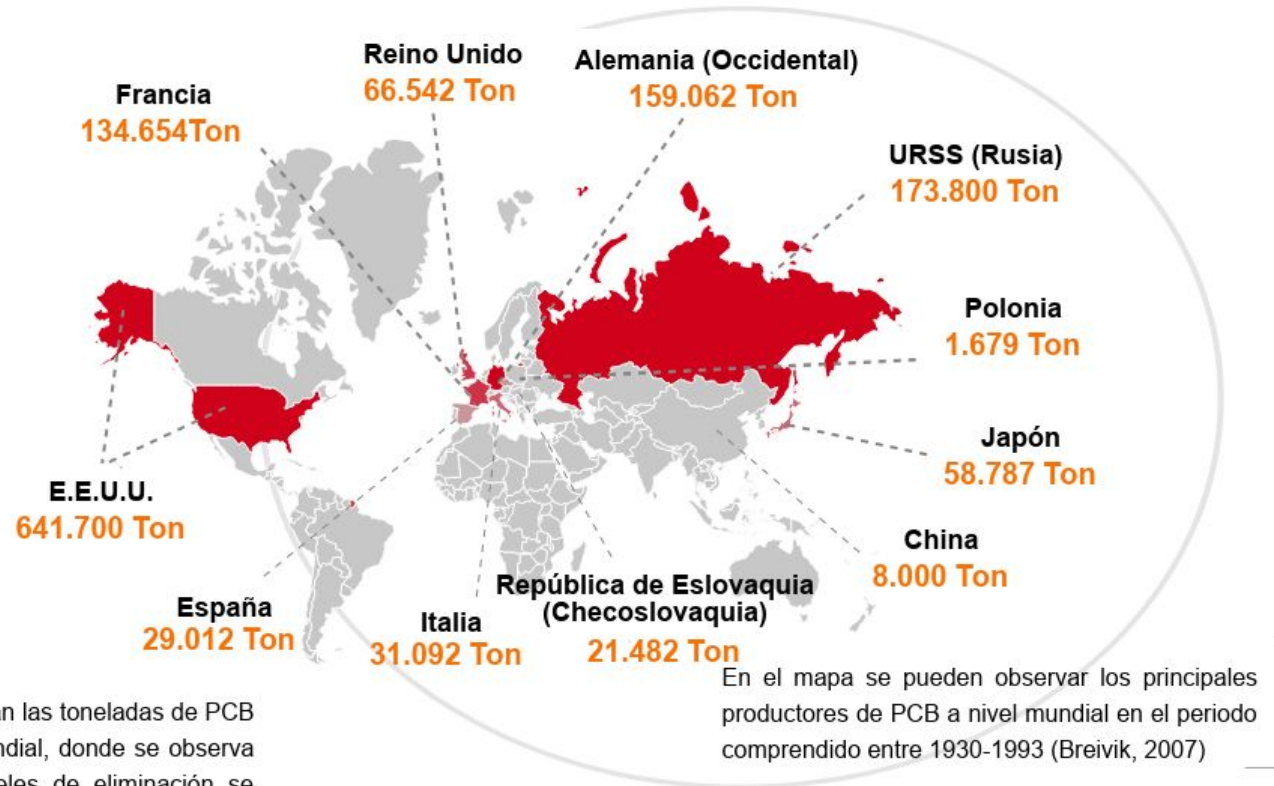 Reino Unido
66.542 Ton
Alemania (Occidental)
159.062 Ton
Francia
134.654Ton
URSS (Rusia)
173.800 Ton
Polonia
1.679 Ton
Japón
58.787 Ton
E.E.U.U.
641.700 Ton
China
8.000 Ton
República de Eslovaquia
(Checoslovaquia)
21.482 Ton
España
29.012 Ton
Italia
31.092 Ton
En el mapa se pueden observar los principales
productores de PCB a nivel mundial en el periodo
comprendido entre 1930-1993 (Breivik, 2007)
las toneladas de PCB
donde se observa
de eliminación se